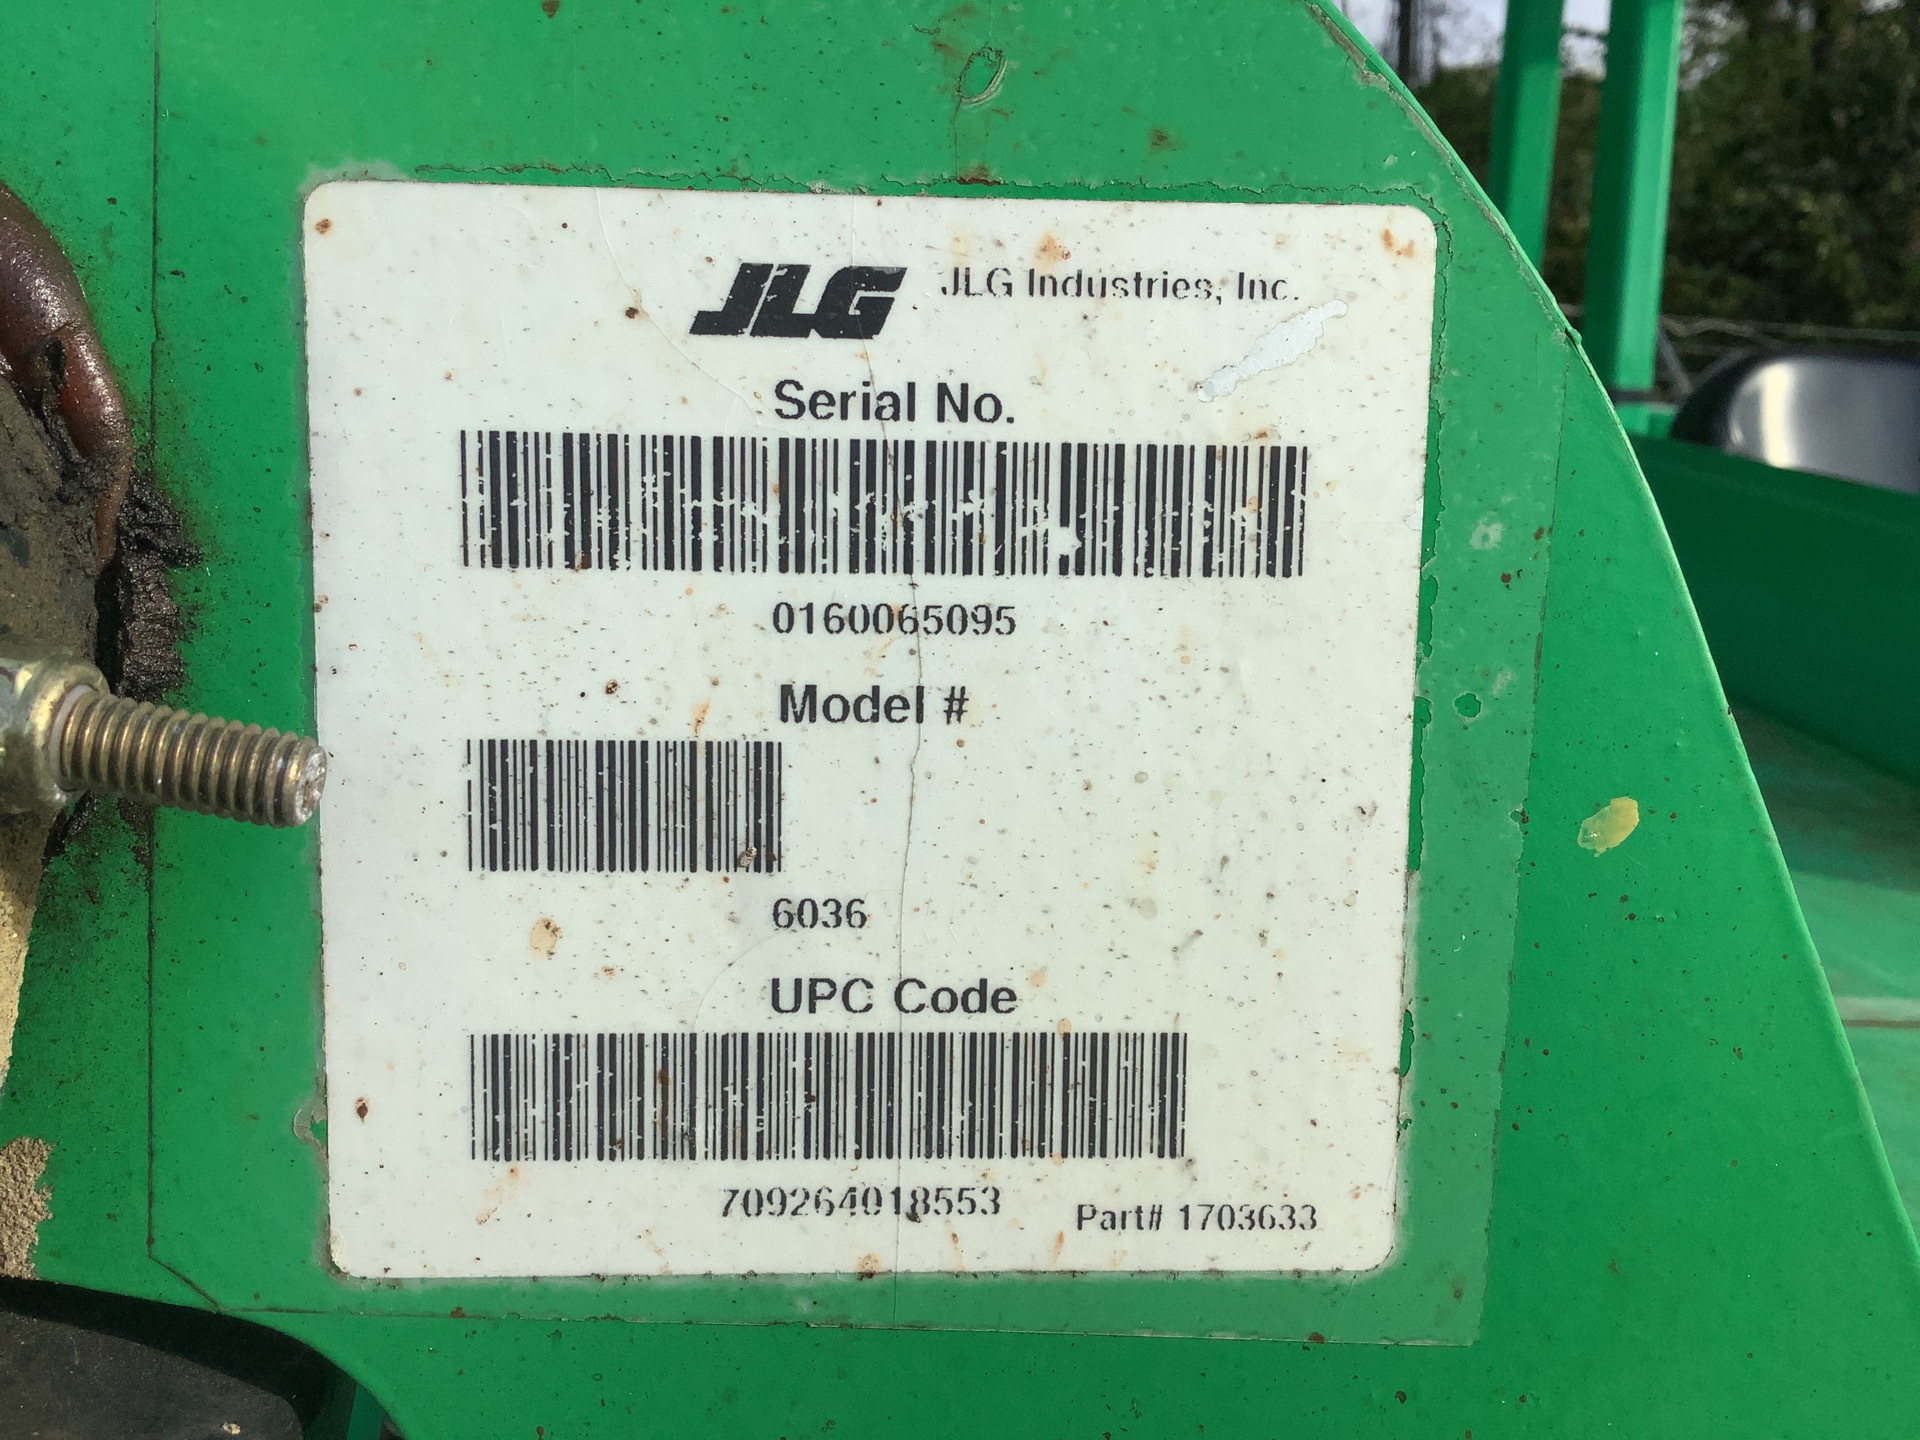 JLG JLG Industries, Inc.
Serial No.
0160065095
Model #
6036
UPC Code
709264018553
Part# 1703633